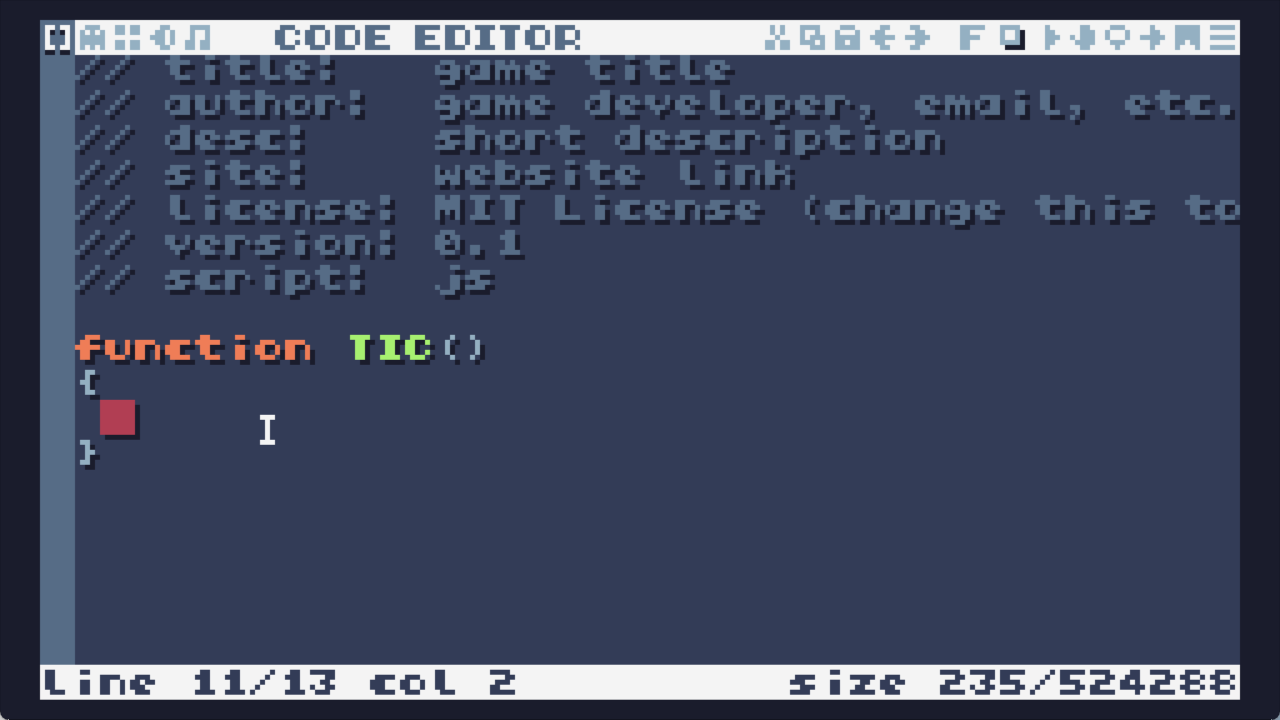 CODE EDITOR F
// title: game title
// author: game developer, email, etc.
// desc: short description
// site: website link
// license: MIT License (change this to
// version: 0.1
// script: js
function TIC()
{
}
Line 11/13 col 2 size 235/524288